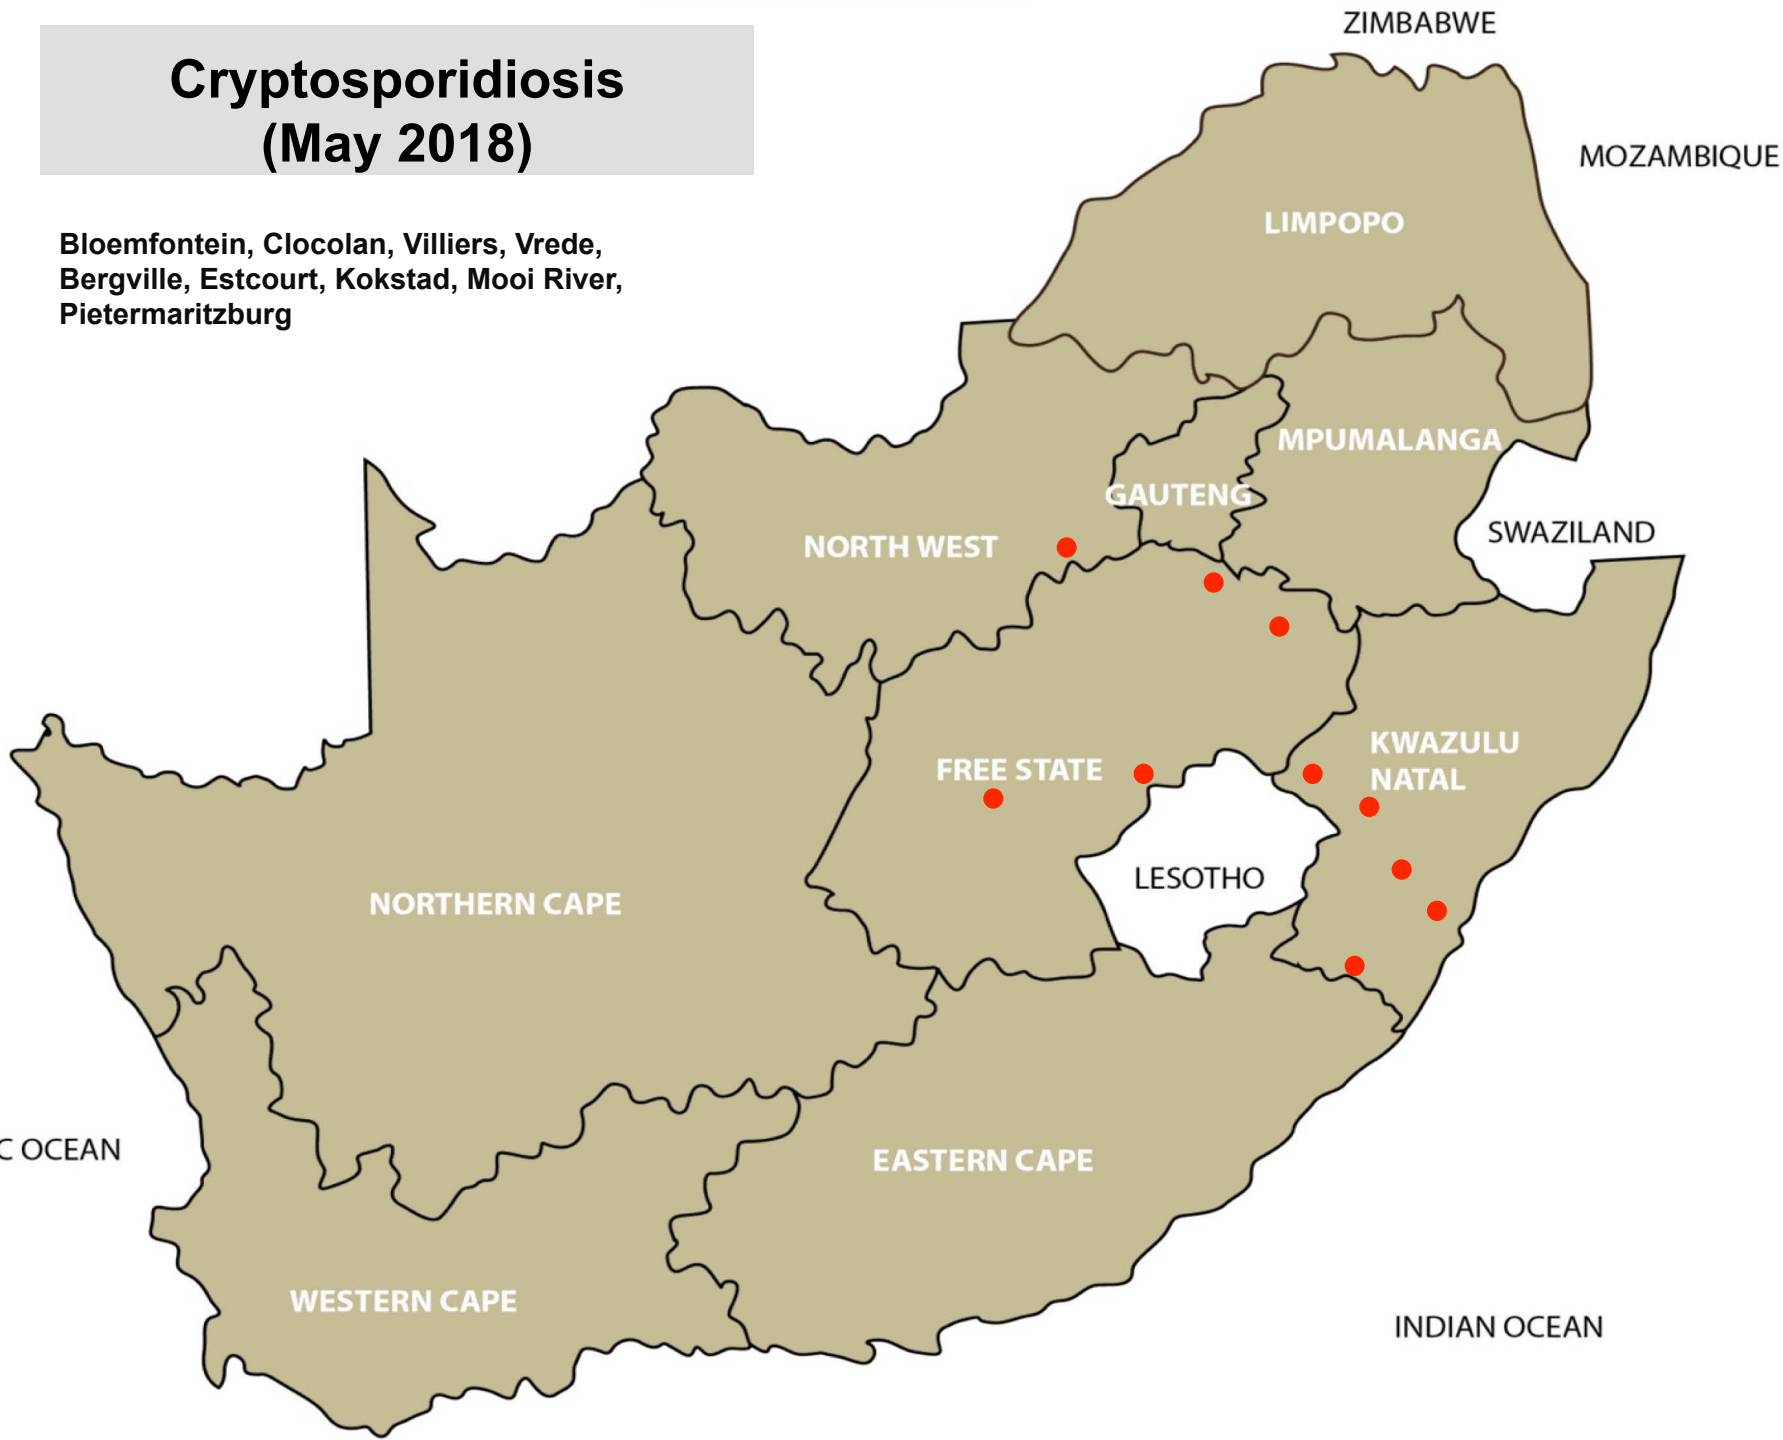 Cryptosporidiosis
(May 2018)
Bloemfontein, Clocolan, Villiers, Vrede,
Bergville, Estcourt, Kokstad, Mooi River,
Pietermaritzburg
ZIMBABWE
MOZAMBIQUE
LIMPOPO
MPUMALANGA
GAUTENG
SWAZILAND
NORTH WEST
KWAZULU
NATAL
FREE STATE
LESOTHO
NORTHERN CAPE
C OCEAN
EASTERN CAPE
WESTERN CAPE
INDIAN OCEAN